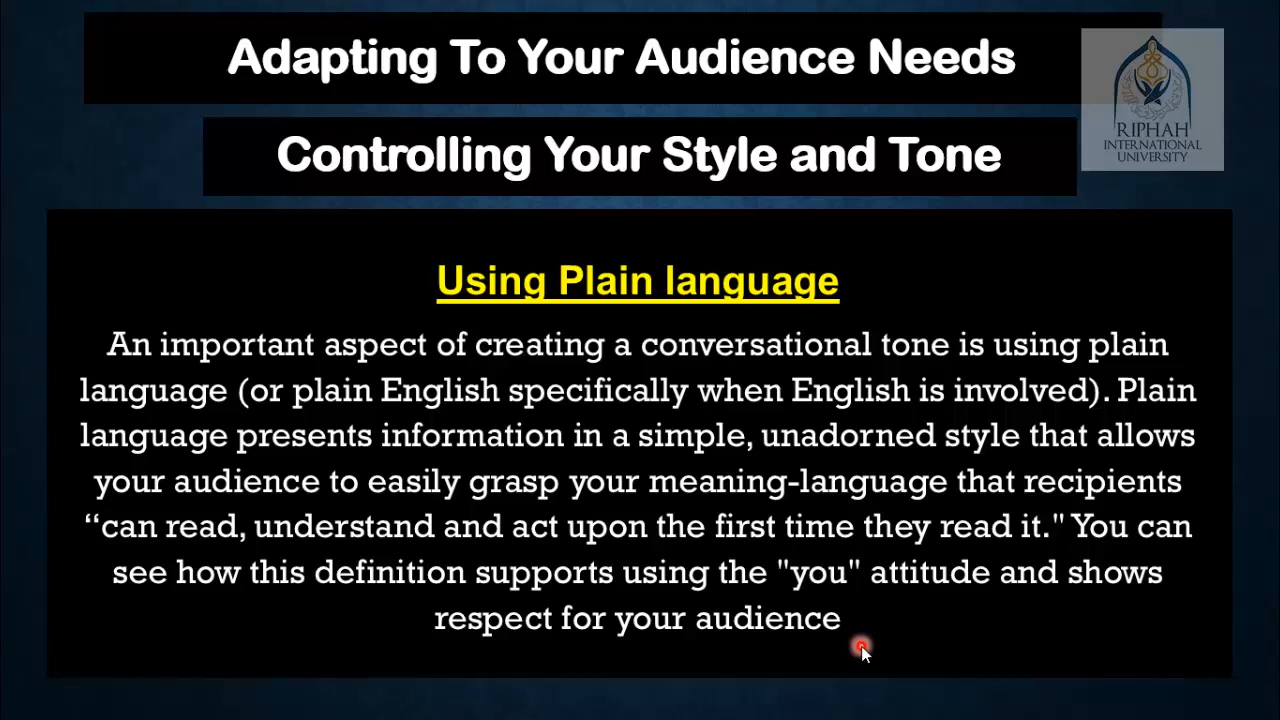 Adapting To Your Audience Needs
RIPHAH
INTERNATIONAL
UNIVERSITY
Controlling Your Style and Tone
Using Plain language
An important aspect of creating a conversational tone is using plain
language (or plain English specifically when English is involved). Plain
language presents information in a simple, unadorned style that allows
your audience to easily grasp your meaning-language that recipients
“can read, understand and act upon the first time they read it." You can
see how this definition supports using the "you" attitude and shows
respect for your audience